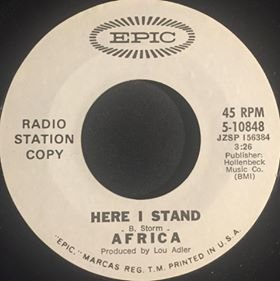 EPIC
RADIO
STATION
COPY
45 RPM
5-10848
JZSP 156384
3:26
Publisher:
Hollenbeck
Music Co.
(BMI)
HERE I STAND
- B. Storm -
AFRICA
Produced by Lou Adler
"EPIC," MARCAS REG. T.M. PRINTED IN U.S.A.